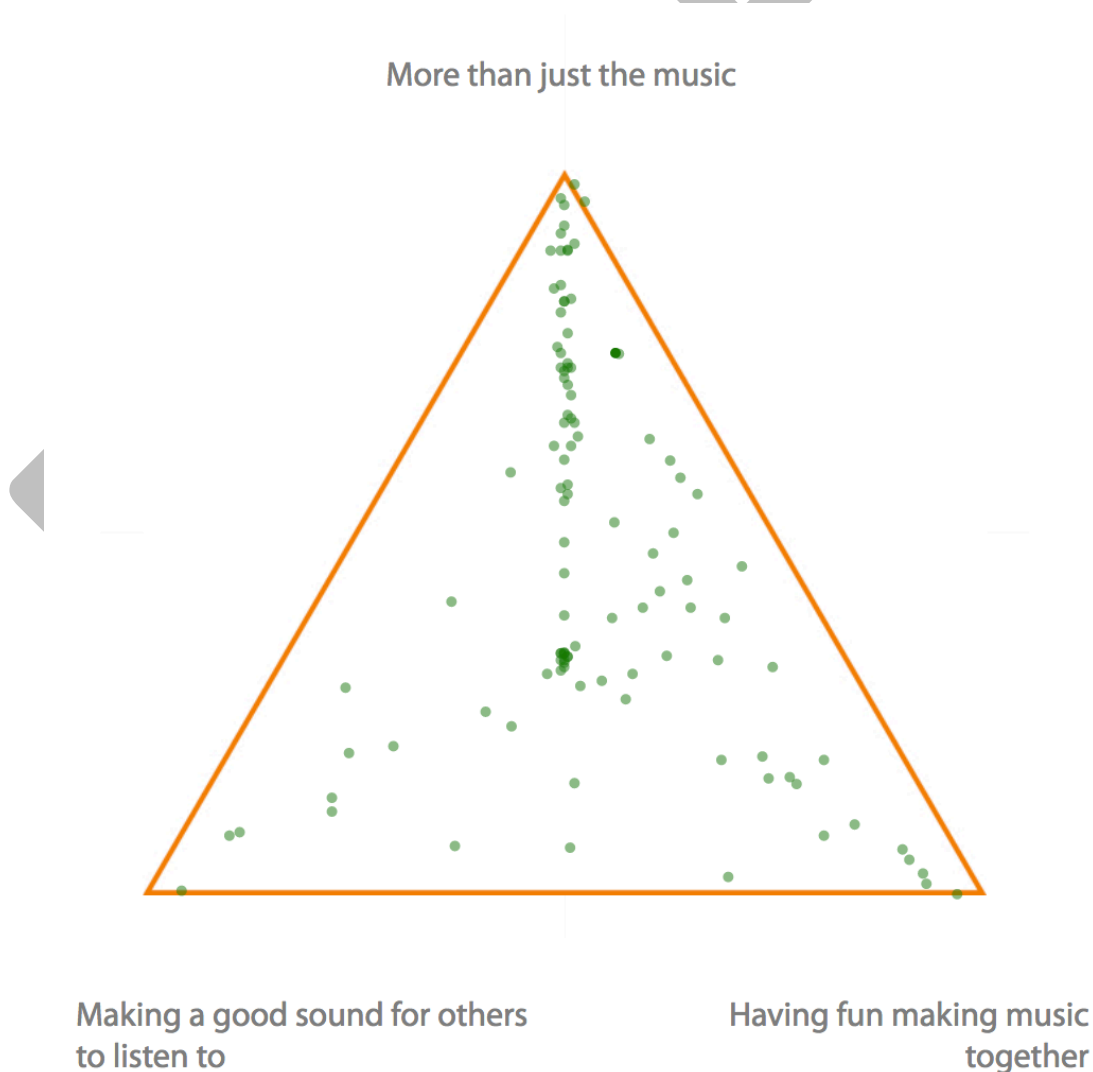 More than just the music
Making a good sound for others
to listen to
Having fun making music
together